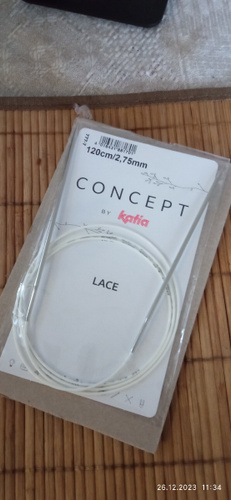 120cm/2,75mm
CONCEPT
BY katia
LACE
26.12.2023 11:34